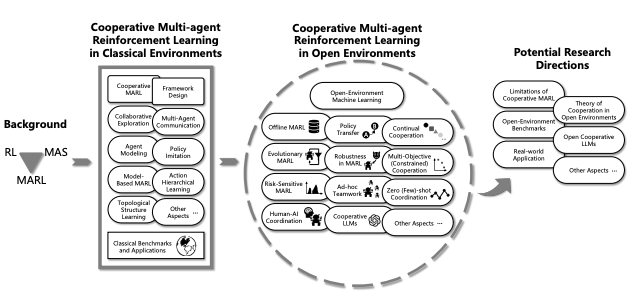 Background
RL
MAS
MARL
Cooperative Multi-agent
Reinforcement Learning
in Classical Environments
Cooperative
MARL
Framework
Design
Collaborative
Exploration
Multi-Agent
Communication
Agent
Modeling
Policy
Imitation
Model-
Based MARL
Action
Hierarchical
Learning
Topological
Structure
Learning
Other
Aspects ...
Classical Benchmarks
and Applications
Cooperative Multi-agent
Reinforcement Learning
in Open Environments
Open-Environment
Machine Learning
Offline MARL
Policy
Transfer
A
B
Continual
Cooperation
Evolutionary
MARL
Robustness
in MARL
Multi-Objective
(Constrained)
Cooperation
Risk-Sensitive
MARL
Ad-hoc
Teamwork
Zero (Few)-shot
Coordination
Human-AI
Coordination
Cooperative
LLMs
Other Aspects ...
Potential Research
Directions
Limitations of
Cooperative MARL
Theory of
Cooperation in
Open Environments
Open-Environment
Benchmarks
Open Cooperative
LLMs
Real-world
Application
Other Aspects ...